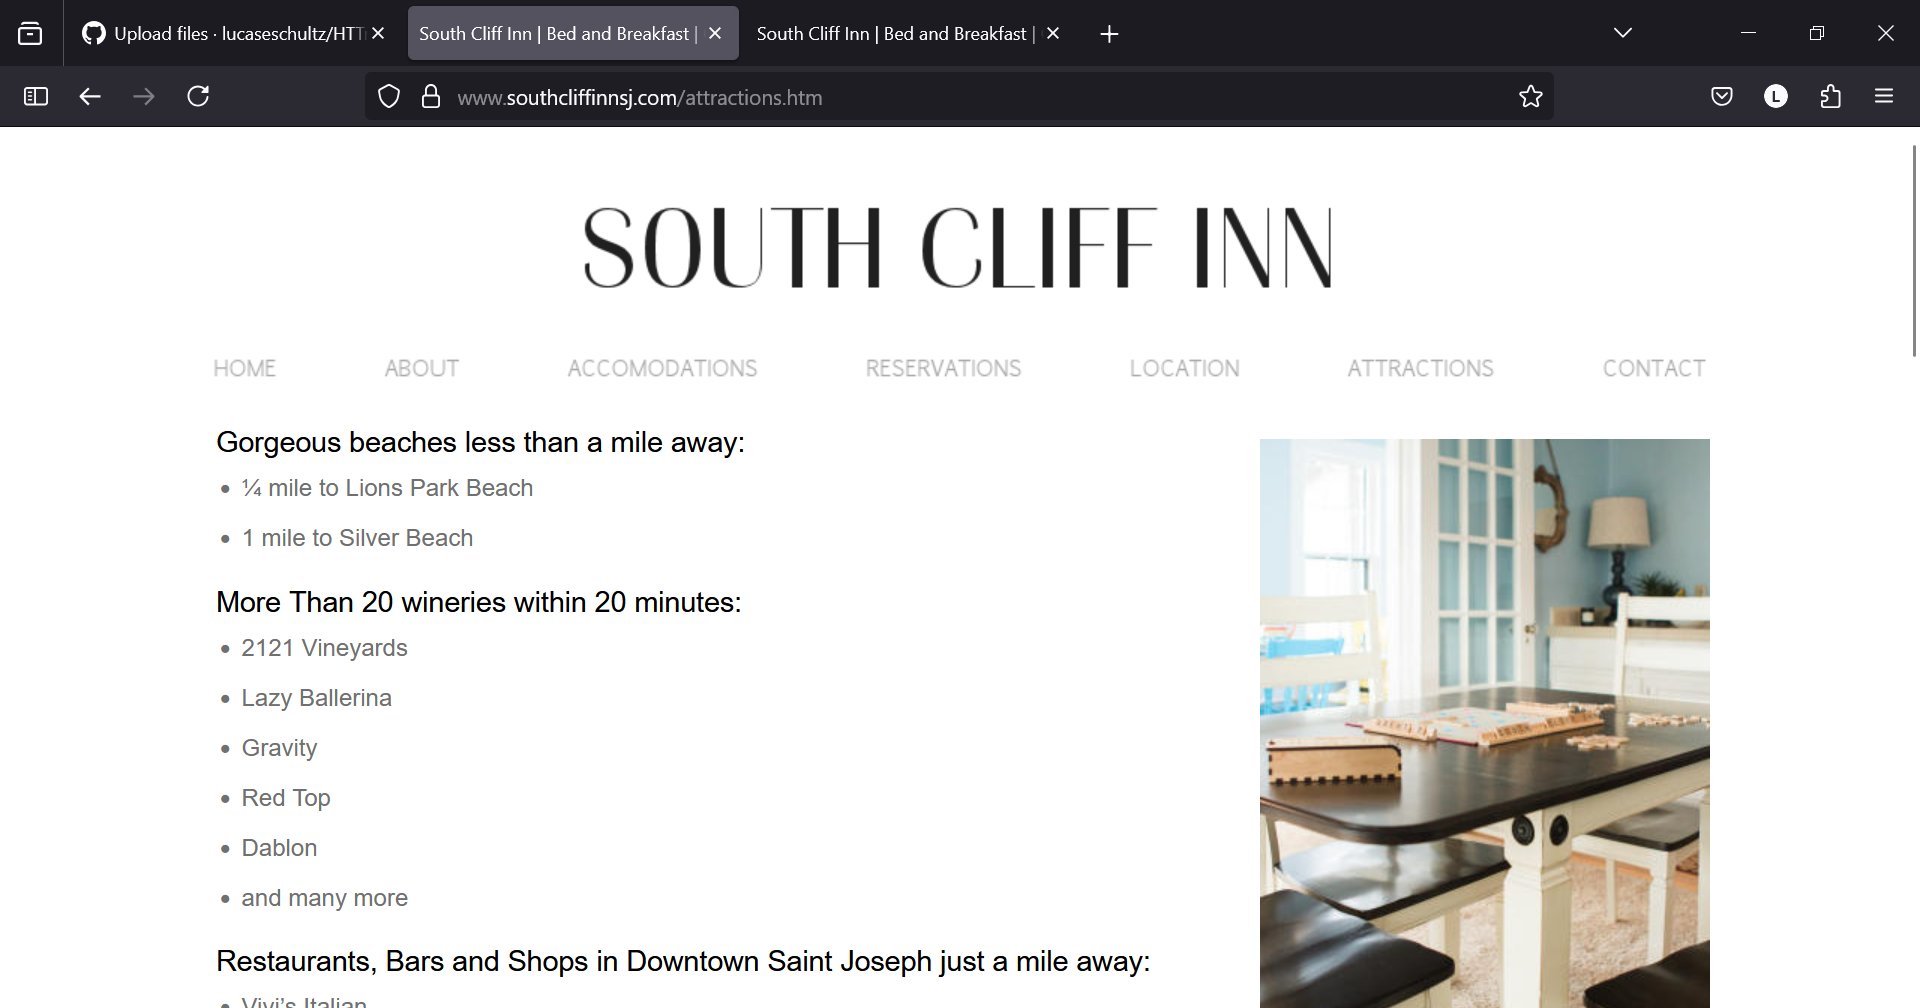 Upload files · lucaseschultz/HTT
South Cliff Inn | Bed and Breakfast |
South Cliff Inn | Bed and Breakfast |
www.southcliffinnsj.com/attractions.htm
L
SOUTH CLIFF INN
HOME ABOUT ACCOMODATIONS RESERVATIONS LOCATION ATTRACTIONS CONTACT
Gorgeous beaches less than a mile away:
• ¼ mile to Lions Park Beach
• 1 mile to Silver Beach
More Than 20 wineries within 20 minutes:
• 2121 Vineyards
• Lazy Ballerina
• Gravity
• Red Top
• Dablon
• and many more
Restaurants, Bars and Shops in Downtown Saint Joseph just a mile away:
• Vivi's Italian